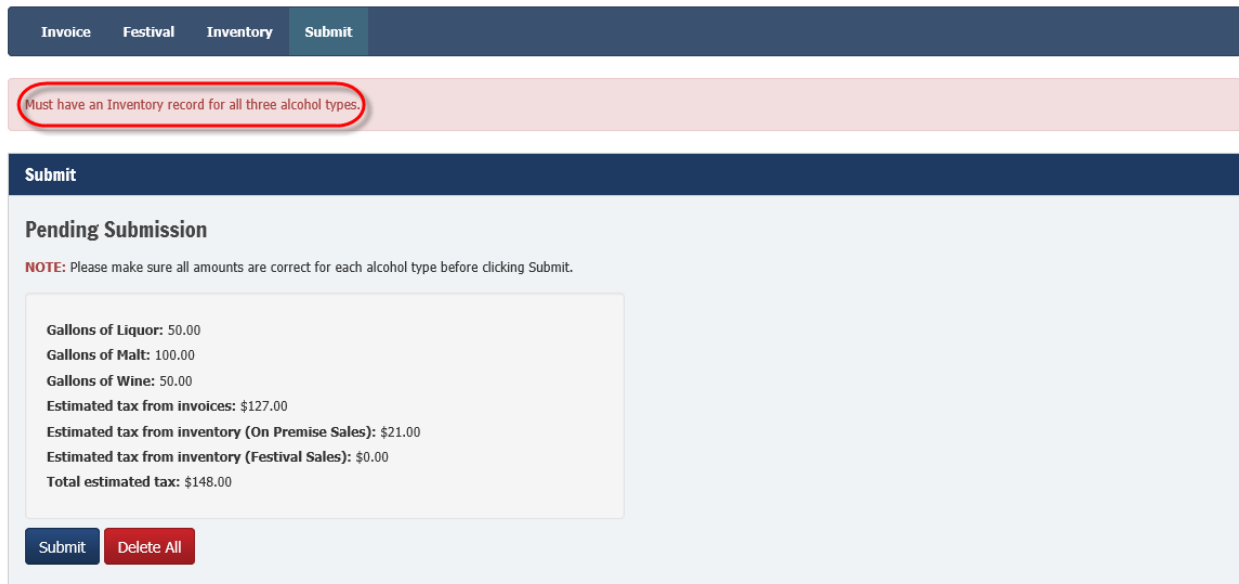 Invoice Festival Inventory Submit
Must have an Inventory record for all three alcohol types.
Submit
Pending Submission
NOTE: Please make sure all amounts are correct for each alcohol type before clicking Submit.
Gallons of Liquor: 50.00
Gallons of Malt: 100.00
Gallons of Wine: 50.00
Estimated tax from invoices: $127.00
Estimated tax from inventory (On Premise Sales): $21.00
Estimated tax from inventory (Festival Sales): $0.00
Total estimated tax: $148.00
Submit Delete All